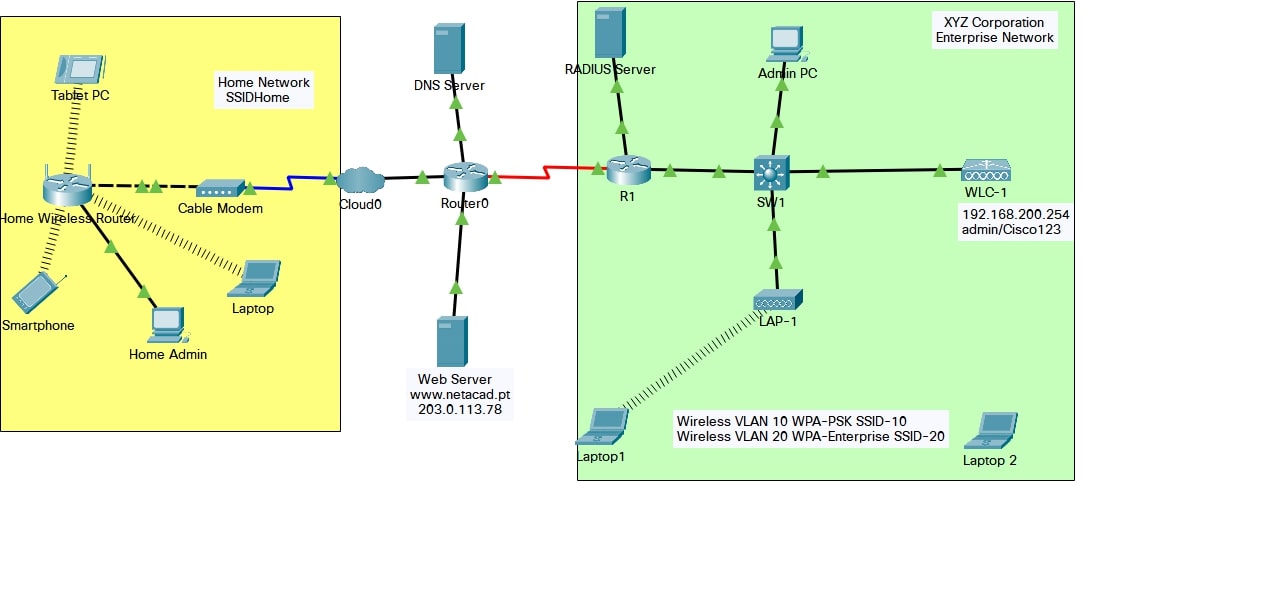 Tablet PC
Home Network
SSIDHome
Home Wireless Router
Cable Modem
Smartphone
Laptop
Home Admin
Cloud0
DNS Server
Router0
Web Server
www.netacad.pt
203.0.113.78
XYZ Corporation
Enterprise Network
RADIUS Server
Admin PC
R1
SW1
WLC-1
192.168.200.254
admin/Cisco123
LAP-1
Laptop1
Wireless VLAN 10 WPA-PSK SSID-10
Wireless VLAN 20 WPA-Enterprise SSID-20
Laptop 2